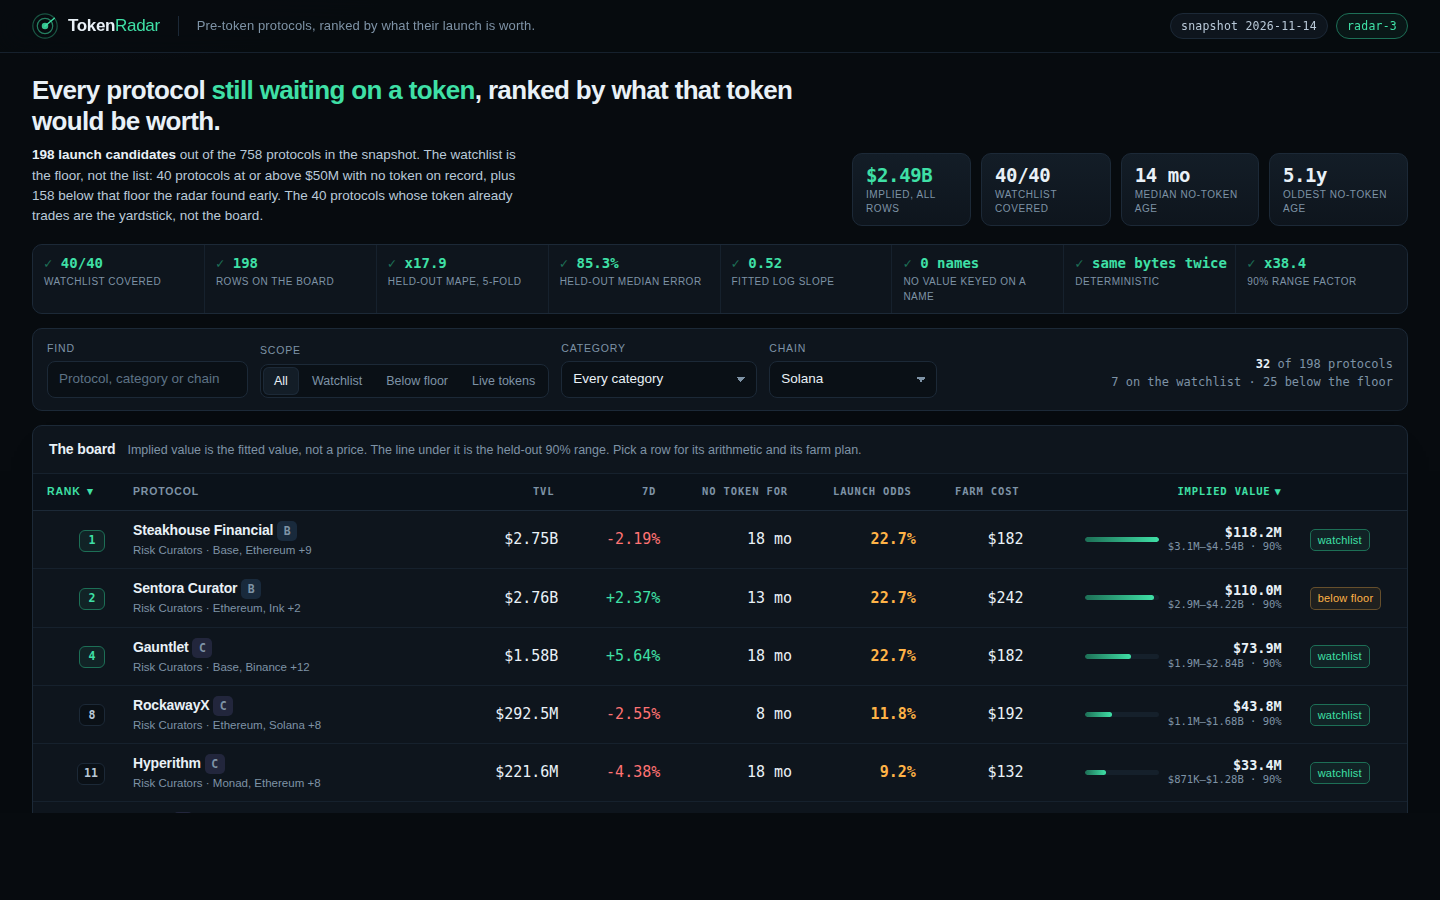 TokenRadar
Pre-token protocols, ranked by what their launch is worth.
snapshot 2026-11-14
radar-3
Every protocol still waiting on a token, ranked by what that token
would be worth.
198 launch candidates out of the 758 protocols in the snapshot. The watchlist is
the floor, not the list: 40 protocols at or above $50M with no token on record, plus
158 below that floor the radar found early. The 40 protocols whose token already
trades are the yardstick, not the board.
$2.49B
IMPLIED, ALL
ROWS
40/40
WATCHLIST
COVERED
14 mo
MEDIAN NO-TOKEN
AGE
5.1y
OLDEST NO-TOKEN
AGE
✓ 40/40
WATCHLIST COVERED
✓ 198
ROWS ON THE BOARD
✓ x17.9
HELD-OUT MAPE, 5-FOLD
✓ 85.3%
HELD-OUT MEDIAN ERROR
✓ 0.52
FITTED LOG SLOPE
✓ 0 names
NO VALUE KEYED ON A
NAME
✓ same bytes twice
DETERMINISTIC
✓ x38.4
90% RANGE FACTOR
FIND
Protocol, category or chain
SCOPE
All Watchlist Below floor Live tokens
CATEGORY
Every category
CHAIN
Solana
32 of 198 protocols
7 on the watchlist · 25 below the floor
The board Implied value is the fitted value, not a price. The line under it is the held-out 90% range. Pick a row for its arithmetic and its farm plan.
RANK ▼ PROTOCOL TVL 7D NO TOKEN FOR LAUNCH ODDS FARM COST IMPLIED VALUE ▼
1 Steakhouse Financial B $2.75B -2.19% 18 mo 22.7% $182 $118.2M watchlist
Risk Curators · Base, Ethereum +9 $3.1M–$4.54B · 90%
2 Sentora Curator B $2.76B +2.37% 13 mo 22.7% $242 $110.0M below floor
Risk Curators · Ethereum, Ink +2 $2.9M–$4.22B · 90%
4 Gauntlet C $1.58B +5.64% 18 mo 22.7% $182 $73.9M watchlist
Risk Curators · Base, Binance +12 $1.9M–$2.84B · 90%
8 RockawayX C $292.5M -2.55% 8 mo 11.8% $192 $43.8M watchlist
Risk Curators · Ethereum, Solana +8 $1.1M–$1.68B · 90%
11 Hyperithm C $221.6M -4.38% 18 mo 9.2% $132 $33.4M watchlist
Risk Curators · Monad, Ethereum +8 $871K–$1.28B · 90%